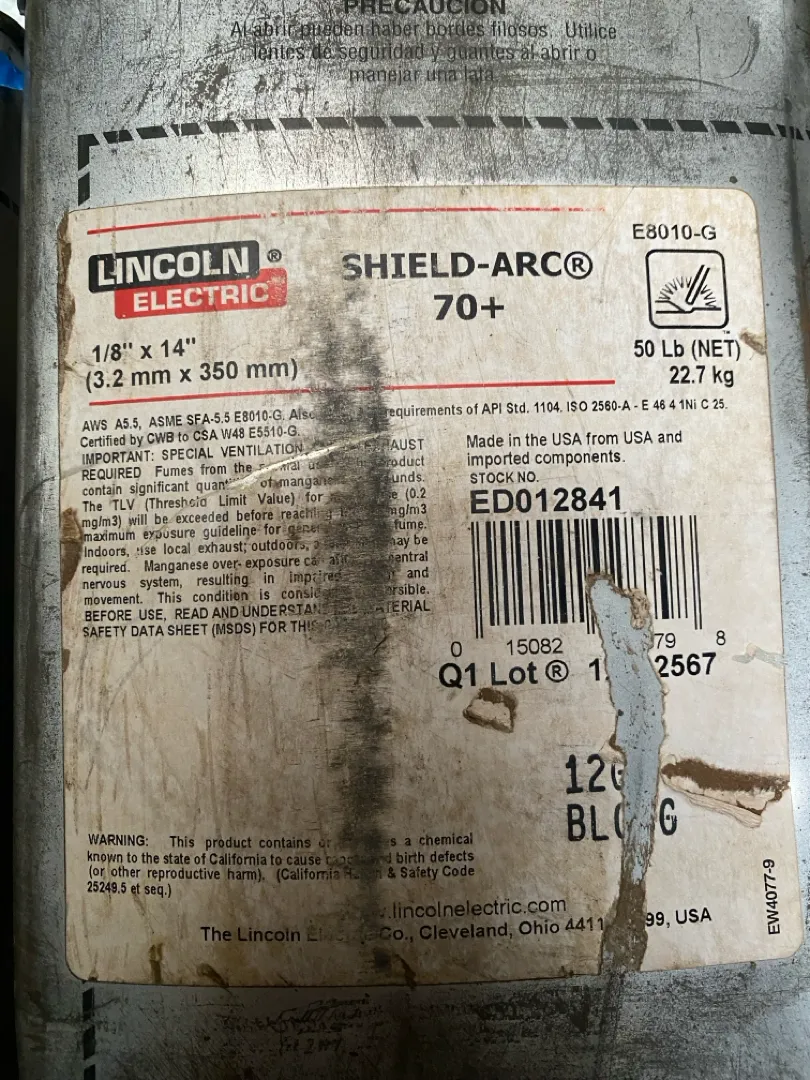 PRECAUCIÓN
Al abrir pueden haber bordes filosos. Utilice
lentes de seguridad y guantes al abrir o
manejar una lata.
LINCOLN ®
ELECTRIC
SHIELD-ARC®
70+
E8010-G
1/8" x 14"
(3.2 mm x 350 mm)
50 Lb (NET)
22.7 kg
AWS A5.5, ASME SFA-5.5 E8010-G. Also requirements of API Std. 1104. ISO 2560-A - E 46 4 1Ni C 25.
Certified by CWB to CSA W48 E5510-G.
IMPORTANT: SPECIAL VENTILATION
REQUIRED Fumes from the product
contain significant of
The TLV (Threshold Limit Value) for (0.2
mg/m3) will be exceeded before mg/m3
maximum exposure guideline for fume.
Indoors, use local exhaust; outdoors, may be
required. Manganese over-exposure
nervous system, resulting in and
movement. This condition is
BEFORE USE, READ AND UNDERSTAND MATERIAL
SAFETY DATA SHEET (MSDS) FOR
Made in the USA from USA and
imported components.
STOCK NO.
ED012841
0 15082 79 8
Q1 Lot ® 1 2567
12
BL G
WARNING: This product contains a chemical
known to the state of California to cause birth defects
(or other reproductive harm). (California & Safety Code
25249.5 et seq.)
.lincolnelectric.com
The Lincoln Co., Cleveland, Ohio 4411 99, USA
EW4077-9